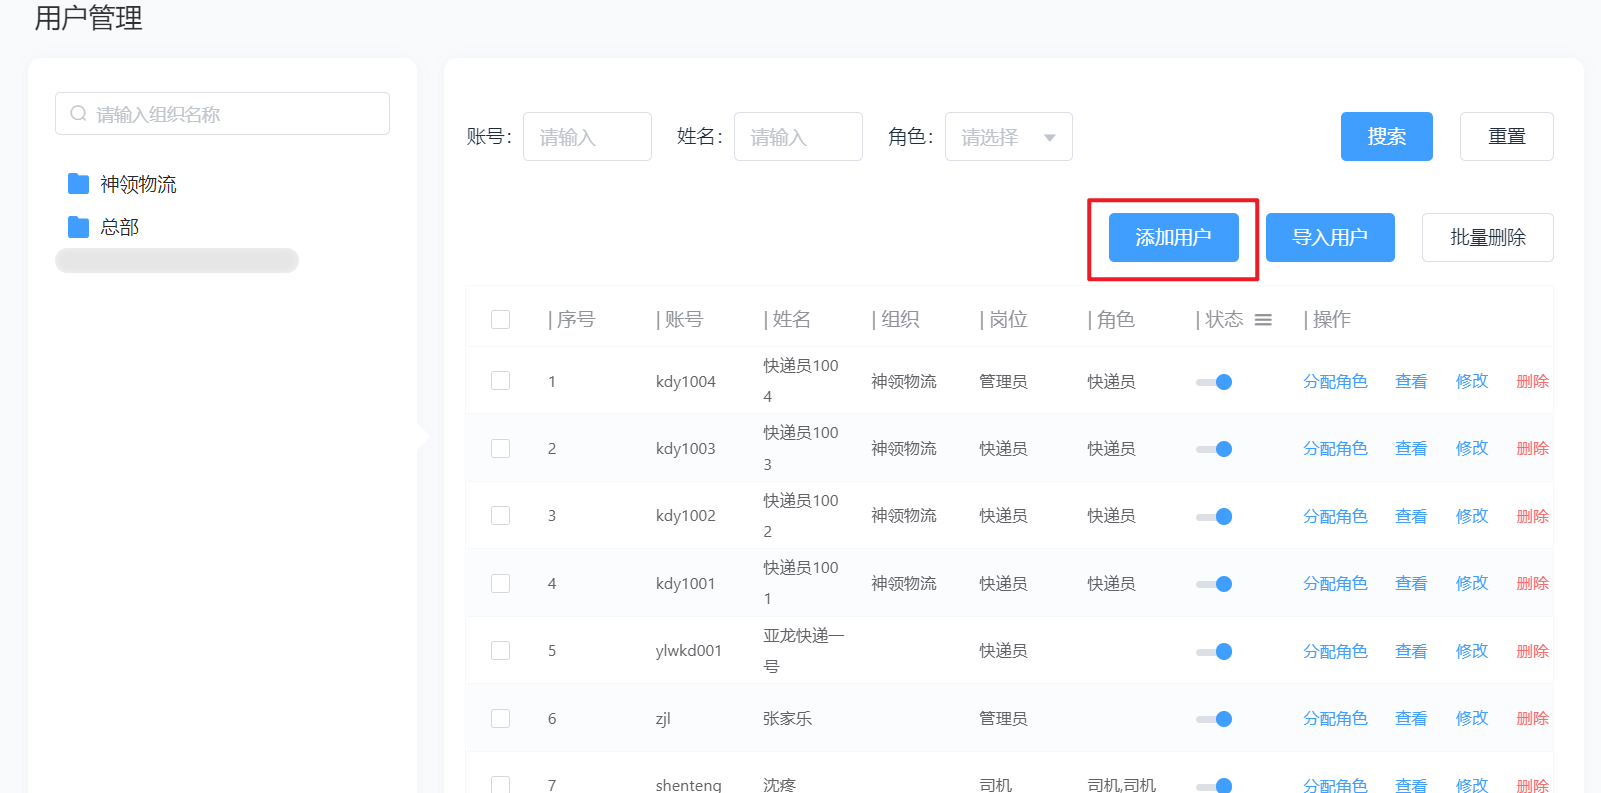 用户管理
请输入组织名称
神领物流
总部
账号： 请输入 姓名： 请输入 角色： 请选择 搜索 重置
添加用户 导入用户 批量删除
| 序号 | 账号 | 姓名 | 组织 | 岗位 | 角色 | 状态 | 操作
1 kdy1004 快递员1004 神领物流 管理员 快递员 分配角色 查看 修改 删除
2 kdy1003 快递员1003 神领物流 快递员 快递员 分配角色 查看 修改 删除
3 kdy1002 快递员1002 神领物流 快递员 快递员 分配角色 查看 修改 删除
4 kdy1001 快递员1001 神领物流 快递员 快递员 分配角色 查看 修改 删除
5 ylwkd001 亚龙快递一号 快递员 分配角色 查看 修改 删除
6 zjl 张家乐 管理员 分配角色 查看 修改 删除
7 shenteng 沈疼 司机 司机,司机 分配角色 查看 修改 删除